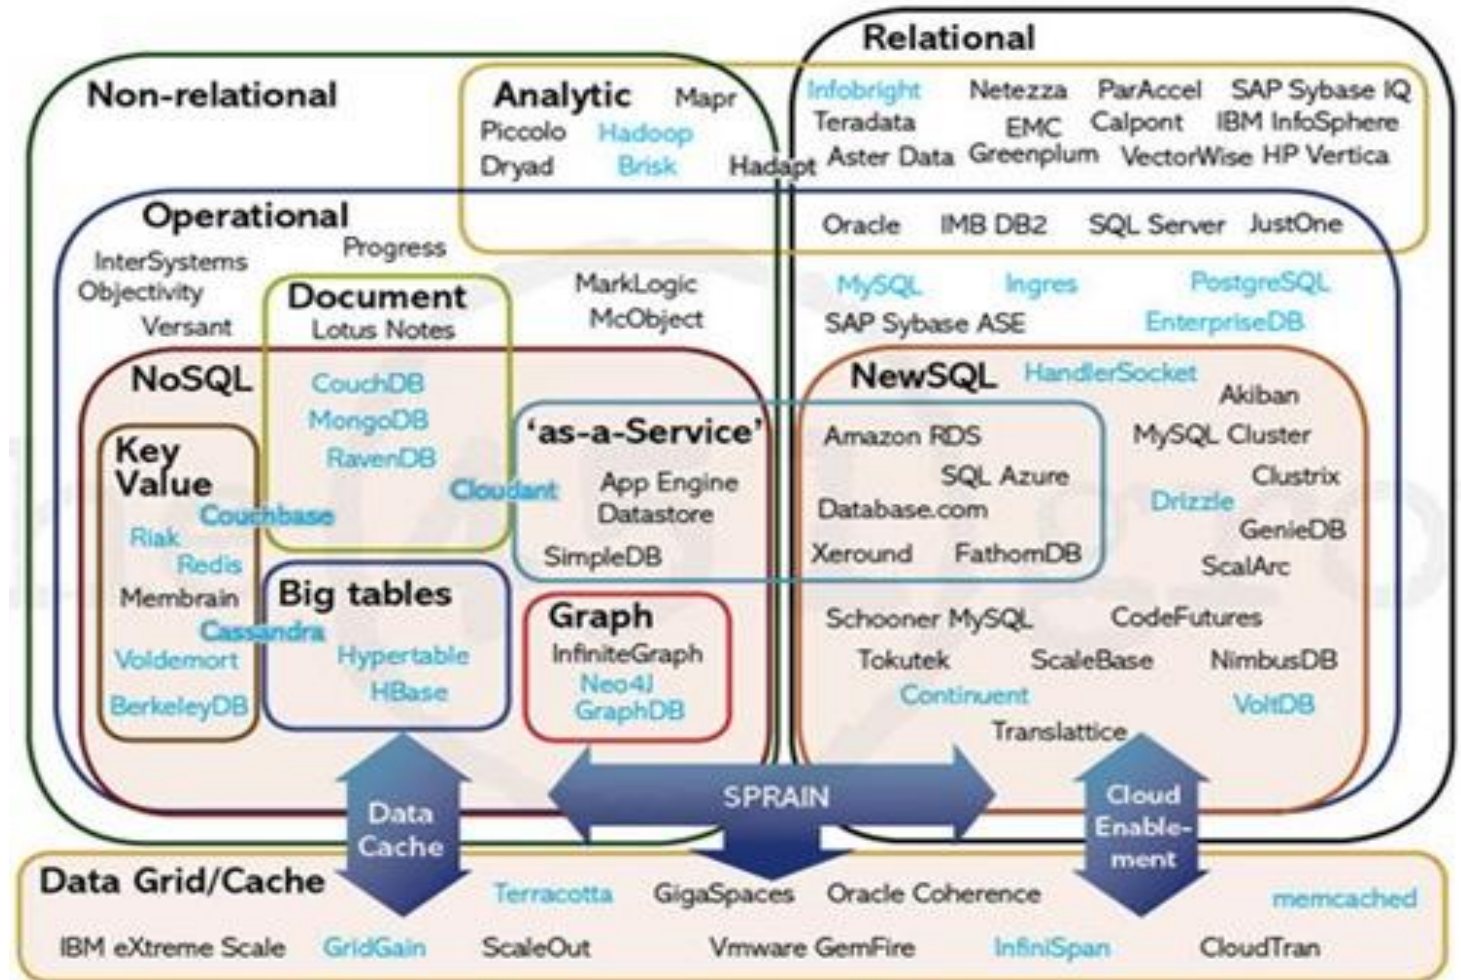 Relational
Non-relational
Analytic Mapr
Piccolo Hadoop
Dryad Brisk Hadapt
Infobright Netezza ParAccel SAP Sybase IQ
Teradata EMC Calpont IBM InfoSphere
Aster Data Greenplum VectorWise HP Vertica
Operational
Progress
InterSystems
Objectivity
Versant
Oracle IMB DB2 SQL Server JustOne
Document
Lotus Notes
MarkLogic
McObject
MySQL Ingres PostgreSQL
SAP Sybase ASE EnterpriseDB
NoSQL
CouchDB
MongoDB
RavenDB
Cloudant
Key
Value
Couchbase
Riak
Redis
Membrain
Cassandra
Voldemort
BerkeleyDB
Big tables
Hypertable
HBase
'as-a-Service'
App Engine
Datastore
SimpleDB
Graph
InfiniteGraph
Neo4J
GraphDB
NewSQL HandlerSocket
Akiban
Amazon RDS MySQL Cluster
SQL Azure Clustrix
Database.com Drizzle
GenieDB
Xeround FathomDB ScalArc
Schooner MySQL CodeFutures
Tokutek ScaleBase NimbusDB
Continuent VoltDB
Translattice
Data
Cache
SPRAIN
Cloud
Enable-
ment
Data Grid/Cache Terracotta GigaSpaces Oracle Coherence memcached
IBM eXtreme Scale GridGain ScaleOut Vmware GemFire InfiniSpan CloudTran